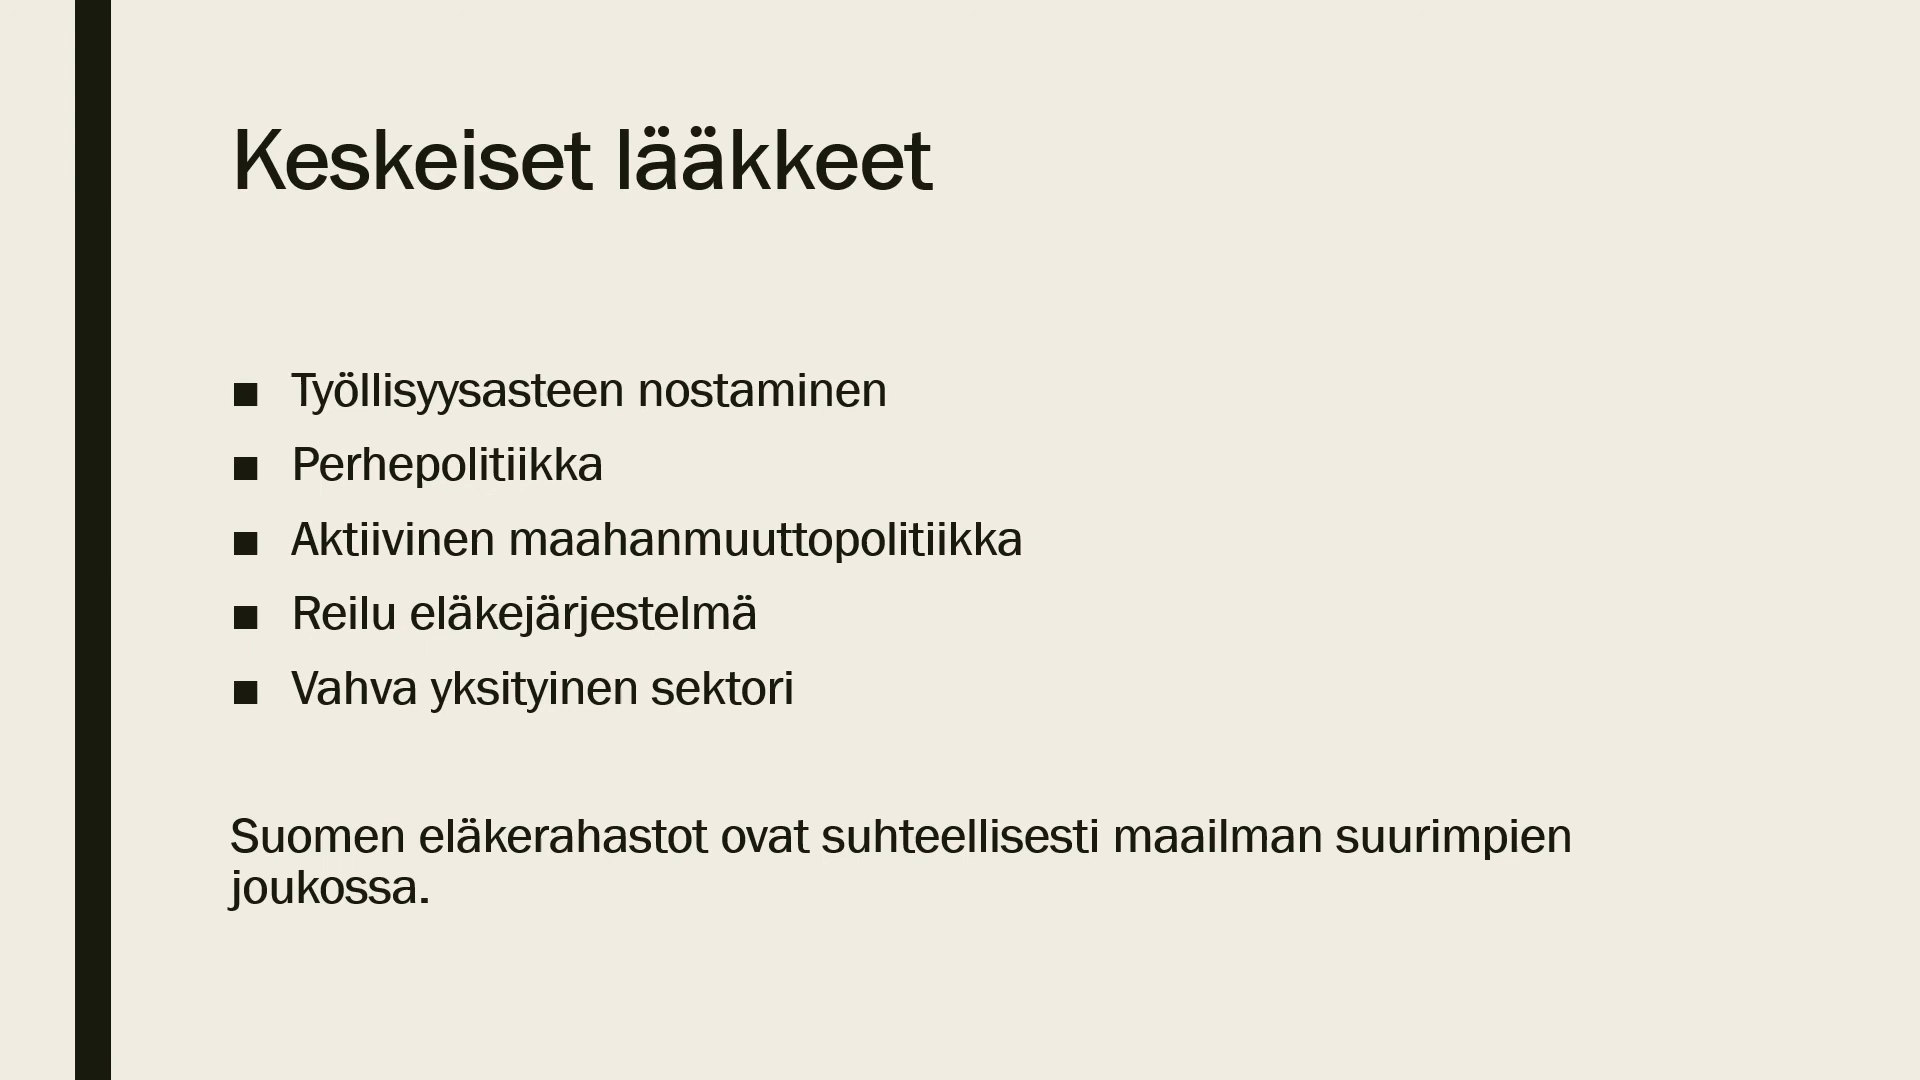 Keskeiset lääkkeet
■ Työllisyysasteen nostaminen
■ Perhepolitiikka
■ Aktiivinen maahanmuuttopolitiikka
■ Reilu eläkejärjestelmä
■ Vahva yksityinen sektori
Suomen eläkerahastot ovat suhteellisesti maailman suurimpien
joukossa.